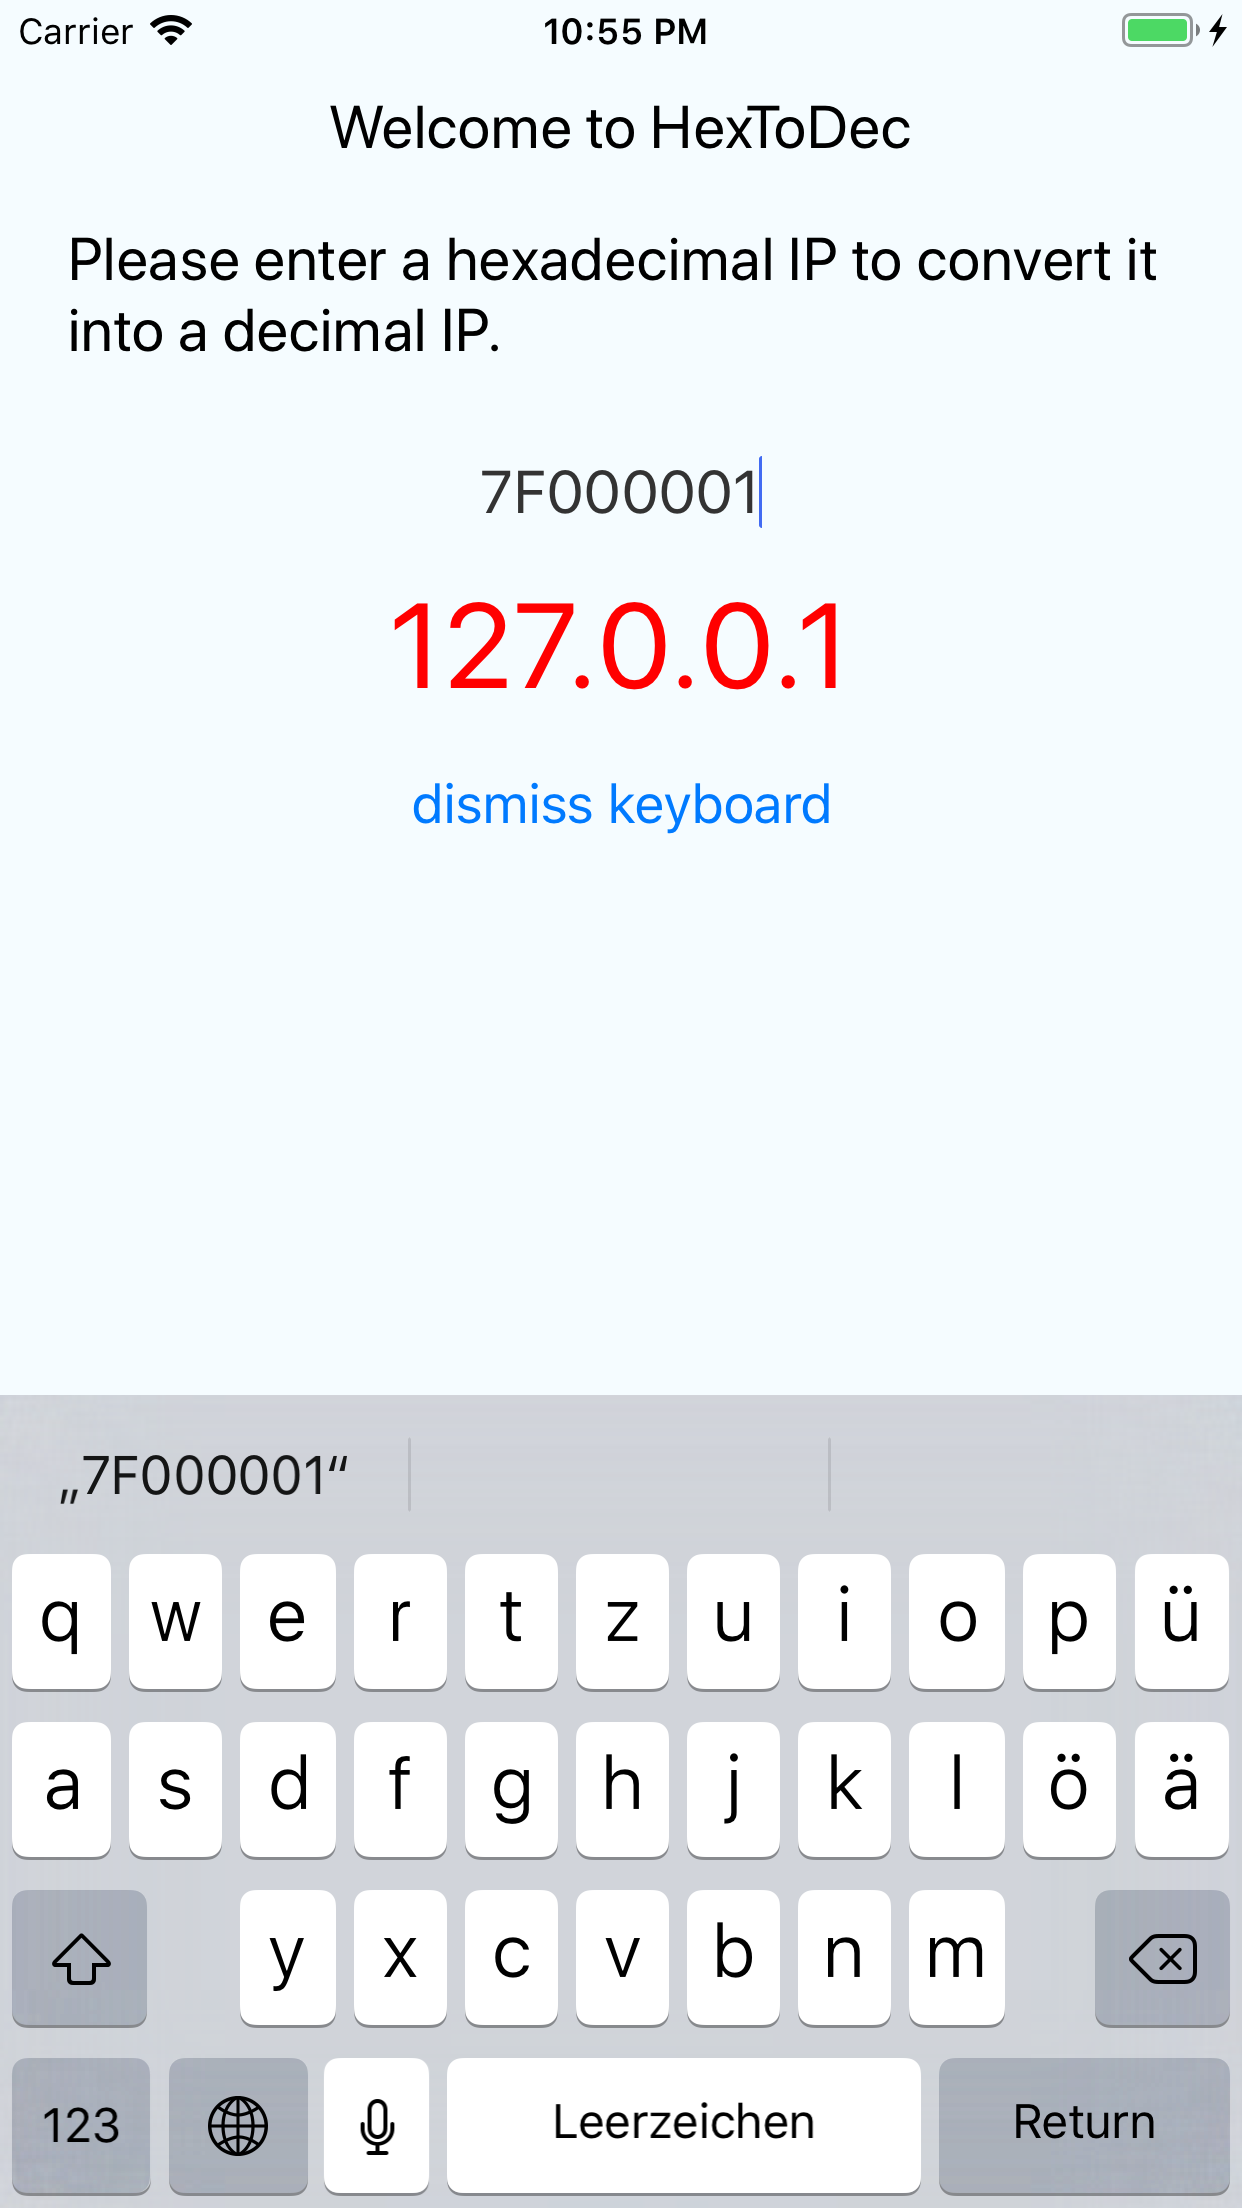 Carrier 10:55 PM
Welcome to HexToDec
Please enter a hexadecimal IP to convert it
into a decimal IP.
7F000001
127.0.0.1
dismiss keyboard
„7F000001“
q w e r t z u i o p ü
a s d f g h j k l ö ä
y x c v b n m
123 Leerzeichen Return